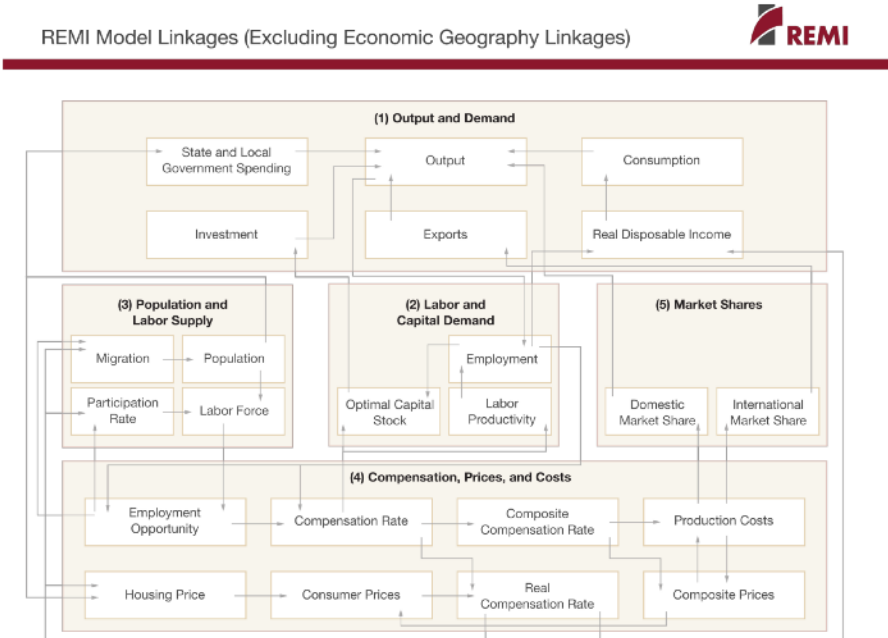 REMI Model Linkages (Excluding Economic Geography Linkages)
REMI
(1) Output and Demand
State and Local
Government Spending
Output
Consumption
Investment
Exports
Real Disposable Income
(3) Population and
Labor Supply
Migration
Population
Participation
Rate
Labor Force
(2) Labor and
Capital Demand
Employment
Optimal Capital
Stock
Labor
Productivity
(5) Market Shares
Domestic
Market Share
International
Market Share
(4) Compensation, Prices, and Costs
Employment
Opportunity
Compensation Rate
Composite
Compensation Rate
Production Costs
Housing Price
Consumer Prices
Real
Compensation Rate
Composite Prices